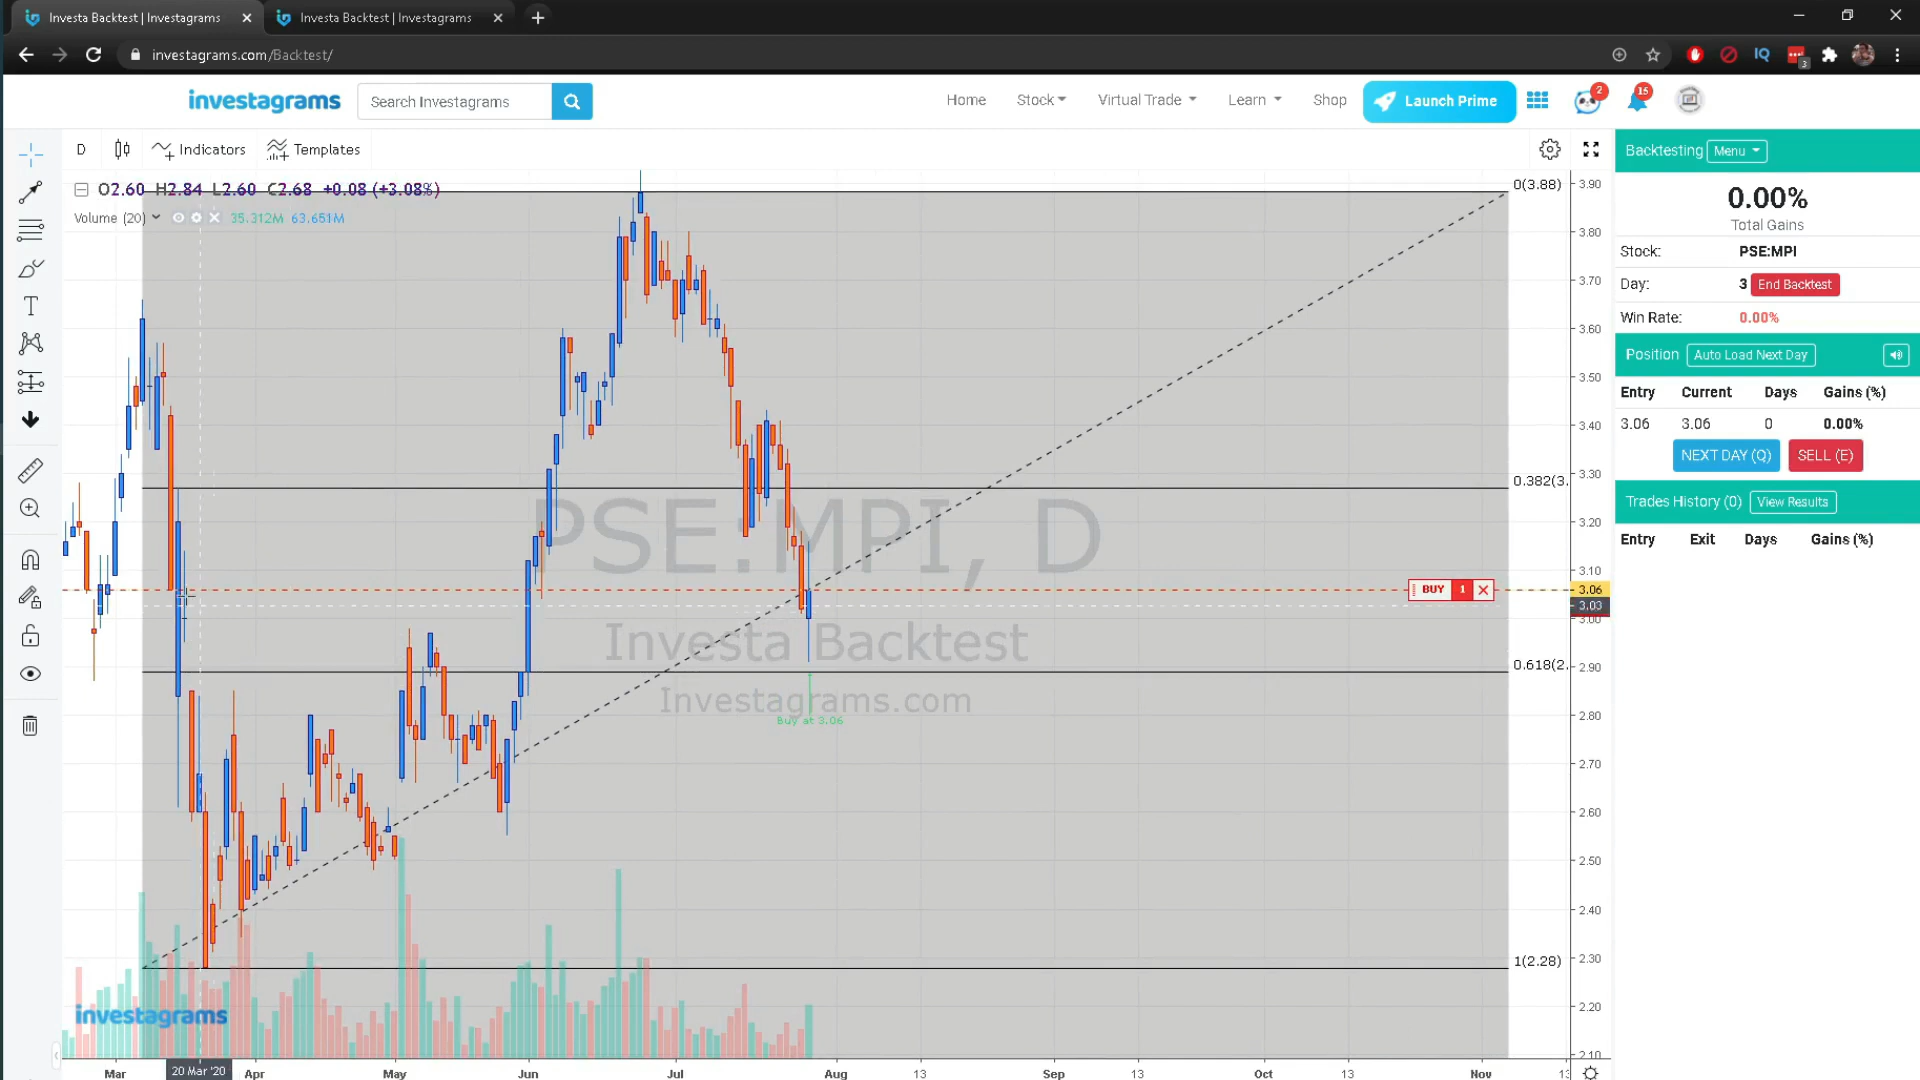 Investa Backtest | Investagrams
Investa Backtest | Investagrams
investagrams.com/Backtest/
3
investagrams
Search Investagrams
Home
Stock
Virtual Trade
Learn
Shop
Launch Prime
2
15
D
Indicators
Templates
O2.60 H2.84 L2.60 C2.68 +0.08 (+3.08%)
Volume (20) 35.312M 63.651M
0(3.88)
0.382(3.
0.618(2.
1(2.28)
PSE:MPI, D
Investa Backtest
Investagrams.com
Buy at 3.06
BUY 1
investagrams
3.90
3.80
3.70
3.60
3.50
3.40
3.30
3.20
3.10
3.06
3.03
3.00
2.90
2.80
2.70
2.60
2.50
2.40
2.30
2.20
2.10
Mar
20 Mar '20
Apr
May
Jun
Jul
Aug
13
Sep
13
Oct
13
Nov
Backtesting Menu
0.00%
Total Gains
Stock: PSE:MPI
Day: 3 End Backtest
Win Rate: 0.00%
Position Auto Load Next Day
Entry Current Days Gains (%)
3.06 3.06 0 0.00%
NEXT DAY (Q) SELL (E)
Trades History (0) View Results
Entry Exit Days Gains (%)